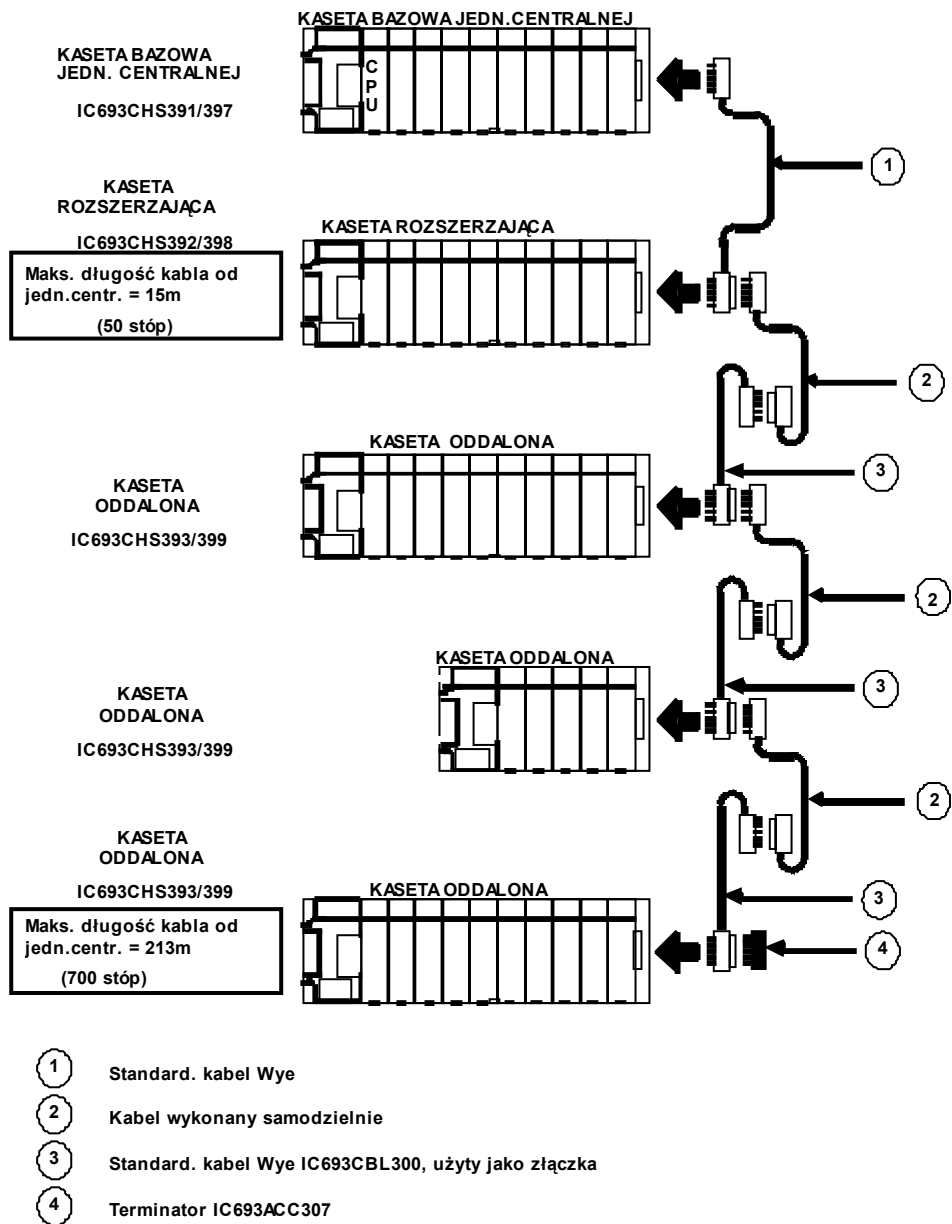 KASETA BAZOWA JEDN.CENTRALNEJ
KASETA BAZOWA
JEDN. CENTRALNEJ
IC693CHS391/397
C
P
U
1
KASETA
ROZSZERZAJĄCA
IC693CHS392/398
KASETA ROZSZERZAJĄCA
Maks. długość kabla od
jedn.centr. = 15m
(50 stóp)
2
KASETA ODDALONA
3
KASETA
ODDALONA
IC693CHS393/399
2
KASETA ODDALONA
3
KASETA
ODDALONA
IC693CHS393/399
2
KASETA
ODDALONA
IC693CHS393/399
KASETA ODDALONA
3
Maks. długość kabla od
jedn.centr. = 213m
(700 stóp)
4
1 Standard. kabel Wye
2 Kabel wykonany samodzielnie
3 Standard. kabel Wye IC693CBL300, użyty jako złączka
4 Terminator IC693ACC307